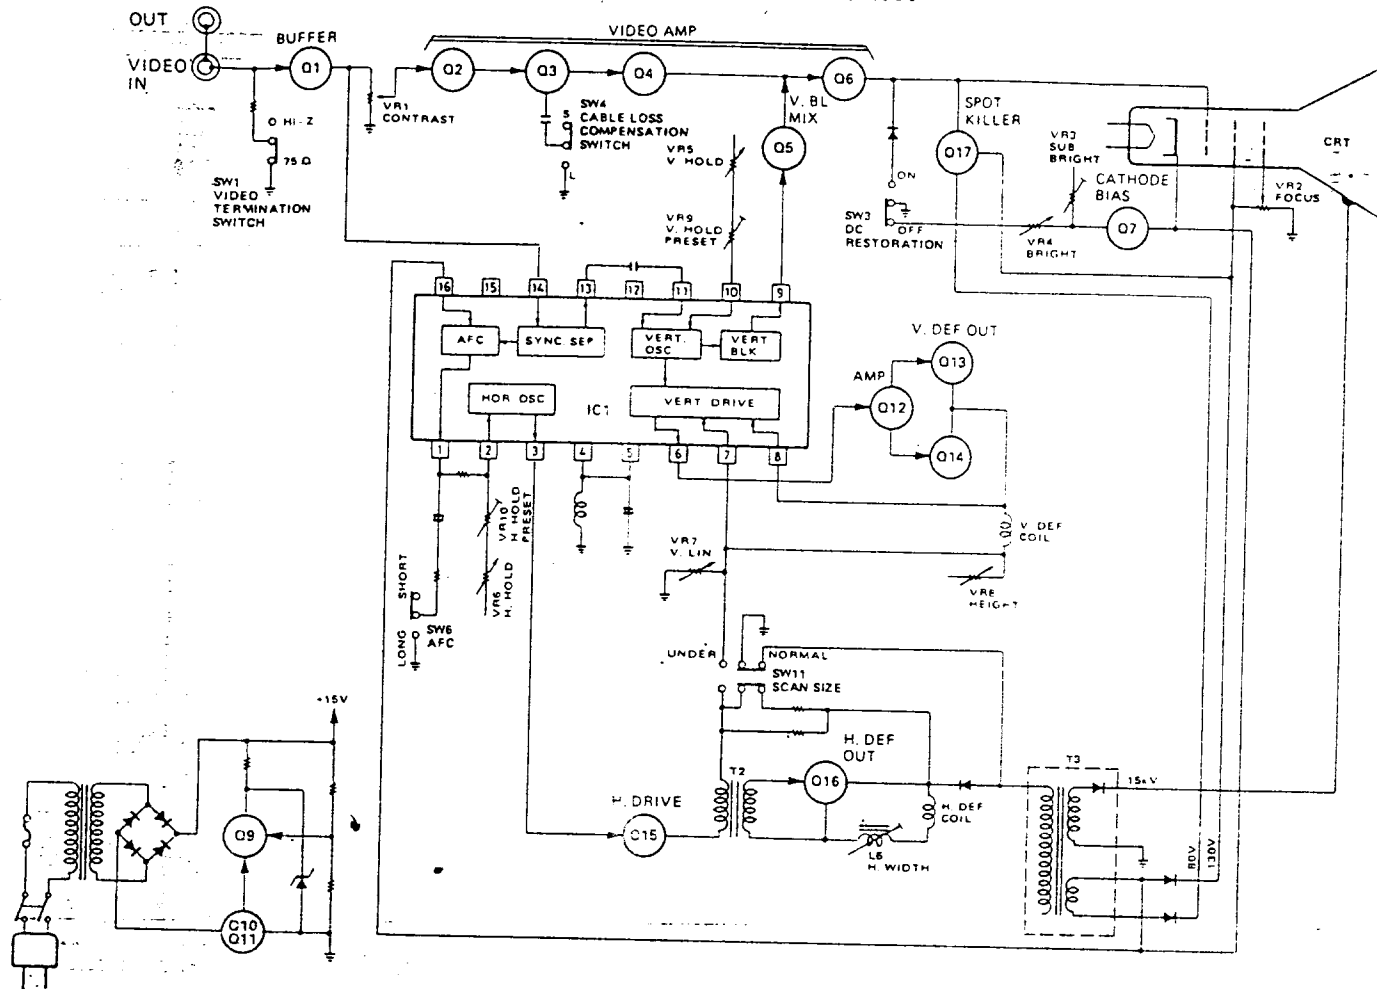 OUT
VIDEO IN
BUFFER
Q1
VIDEO AMP
Q2
Q3
Q4
Q6
VR1
CONTRAST
SW4
CABLE LOSS
COMPENSATION
SWITCH
S
L
HI-Z
75 Ω
SW1
VIDEO
TERMINATION
SWITCH
V. BL
MIX
Q5
VR5
V. HOLD
VR9
V. HOLD
PRESET
SPOT
KILLER
Q17
ON
OFF
SW3
DC
RESTORATION
VR3
SUB
BRIGHT
CATHODE
BIAS
Q7
VR4
BRIGHT
VR2
FOCUS
CRT
16
15
14
13
12
11
10
9
AFC
SYNC SEP
VERT.
OSC
VERT
BLK
HOR OSC
IC1
VERT DRIVE
1
2
3
4
5
6
7
8
V. DEF OUT
Q13
AMP
Q12
Q14
V. DEF
COIL
VR10
H HOLD
PRESET
VR6
H. HOLD
SHORT
LONG
SW6
AFC
VR7
V. LIN
HEIGHT
UNDER
NORMAL
SW11
SCAN SIZE
+15V
Q9
Q11
H. DRIVE
T2
H. DEF
OUT
Q16
H. DEF
COIL
L6
H. WIDTH
T3
15KV
80V
130V